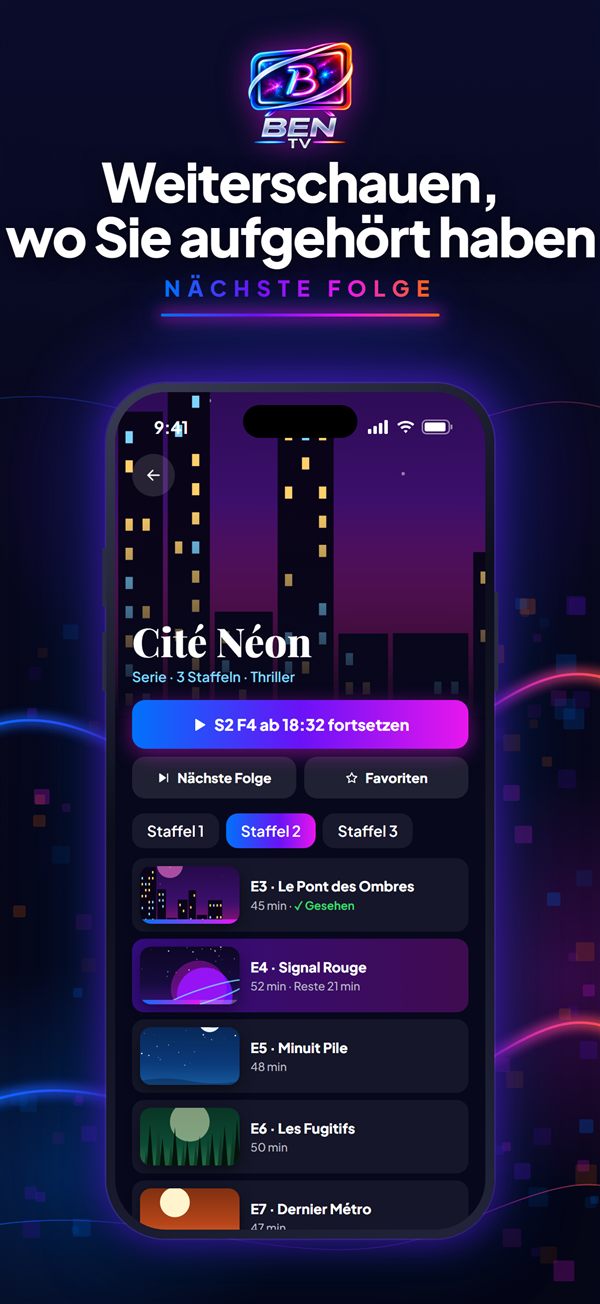 B
BEN
TV
Weiterschauen,
wo Sie aufgehört haben
NÄCHSTE FOLGE
9:41
Cité Néon
Serie · 3 Staffeln · Thriller
S2 F4 ab 18:32 fortsetzen
Nächste Folge
Favoriten
Staffel 1
Staffel 2
Staffel 3
E3 · Le Pont des Ombres
45 min · ✓ Gesehen
E4 · Signal Rouge
52 min · Reste 21 min
E5 · Minuit Pile
48 min
E6 · Les Fugitifs
50 min
E7 · Dernier Métro
47 min